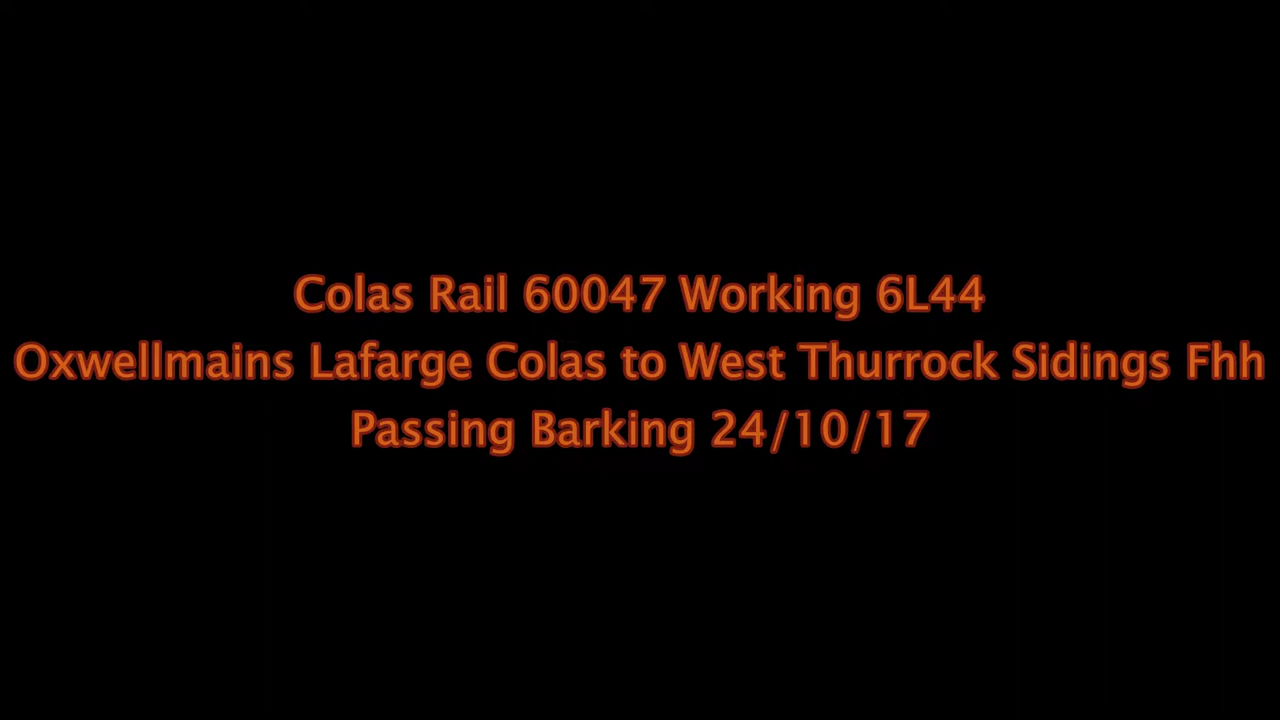 Colas Rail 60047 Working 6L44
Oxwellmains Lafarge Colas to West Thurrock Sidings Fhh
Passing Barking 24/10/17